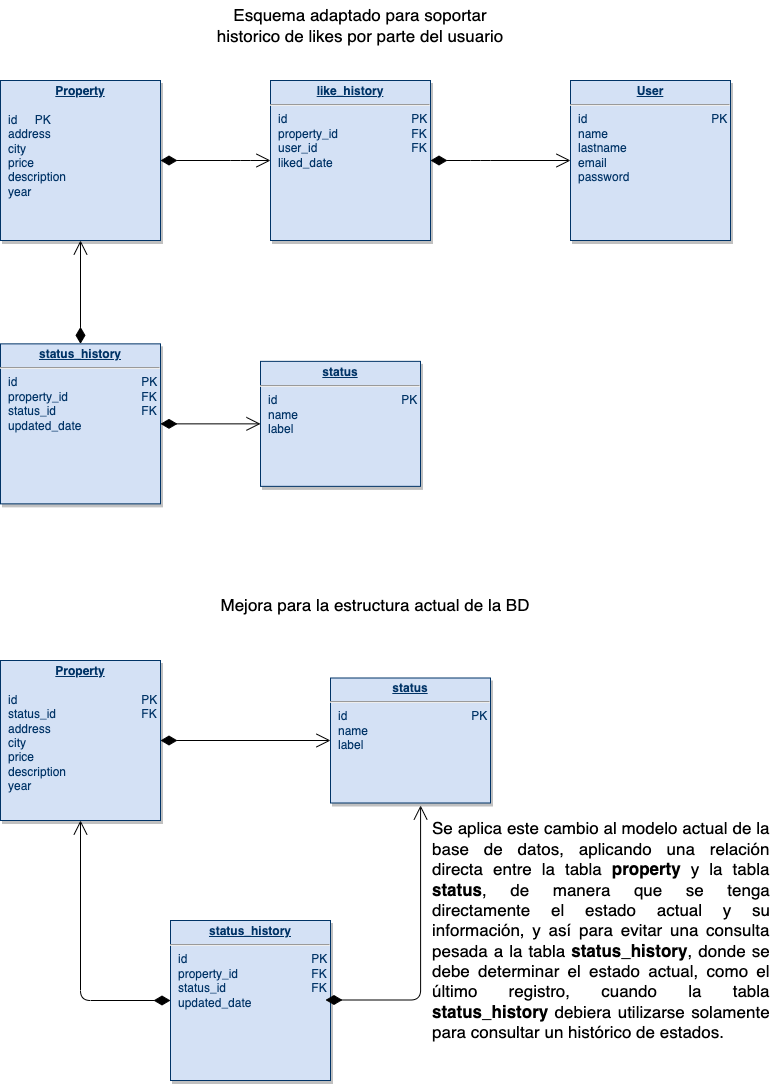 Esquema adaptado para soportar
historico de likes por parte del usuario
Property
id PK
address
city
price
description
year
like_history
id PK
property_id FK
user_id FK
liked_date
User
id PK
name
lastname
email
password
status_history
id PK
property_id FK
status_id FK
updated_date
status
id PK
name
label
Mejora para la estructura actual de la BD
Property
id PK
status_id FK
address
city
price
description
year
status
id PK
name
label
status_history
id PK
property_id FK
status_id FK
updated_date
Se aplica este cambio al modelo actual de la
base de datos, aplicando una relación
directa entre la tabla property y la tabla
status, de manera que se tenga
directamente el estado actual y su
información, y así para evitar una consulta
pesada a la tabla status_history, donde se
debe determinar el estado actual, como el
último registro, cuando la tabla
status_history debiera utilizarse solamente
para consultar un histórico de estados.